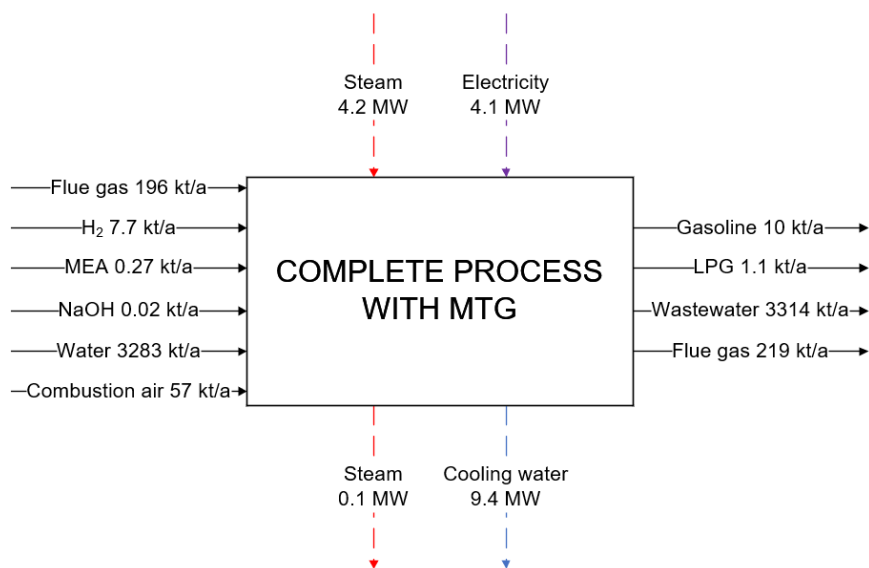 Steam
4.2 MW
Electricity
4.1 MW
Flue gas 196 kt/a
H₂ 7.7 kt/a
MEA 0.27 kt/a
NaOH 0.02 kt/a
Water 3283 kt/a
Combustion air 57 kt/a
COMPLETE PROCESS
WITH MTG
Gasoline 10 kt/a
LPG 1.1 kt/a
Wastewater 3314 kt/a
Flue gas 219 kt/a
Steam
0.1 MW
Cooling water
9.4 MW